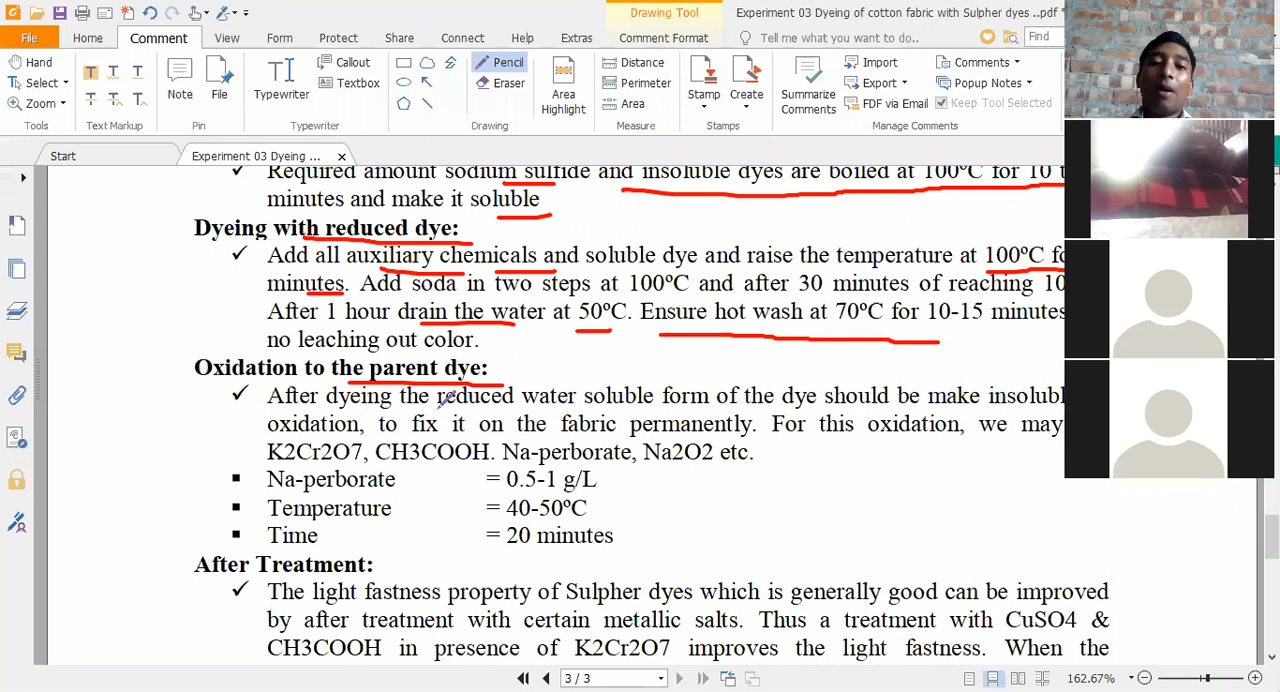 Drawing Tool
Experiment 03 Dyeing of cotton fabric with Sulpher dyes ..pdf *
File Home Comment View Form Protect Share Connect Help Extras Comment Format Tell me what you want to do.. Find
Hand
Select
Zoom
Tools
Text Markup
Note
File
Pin
Typewriter
Callout
Textbox
Typewriter
Pencil
Eraser
Drawing
Area
Highlight
Distance
Perimeter
Area
Measure
Stamp
Create
Stamps
Summarize
Comments
Import
Export
FDF via Email
Comments
Popup Notes
Keep Tool Selected
Manage Comments
Start
Experiment 03 Dyeing ...
Required amount sodium sulfide and insoluble dyes are boiled at 100ºC for 10
minutes and make it soluble
Dyeing with reduced dye:
Add all auxiliary chemicals and soluble dye and raise the temperature at 100ºC
minutes. Add soda in two steps at 100ºC and after 30 minutes of reaching
After 1 hour drain the water at 50ºC. Ensure hot wash at 70ºC for 10-15 minutes
no leaching out color.
Oxidation to the parent dye:
After dyeing the reduced water soluble form of the dye should be make
oxidation, to fix it on the fabric permanently. For this oxidation, we may
K2Cr2O7, CH3COOH. Na-perborate, Na2O2 etc.
Na-perborate = 0.5-1 g/L
Temperature = 40-50ºC
Time = 20 minutes
After Treatment:
The light fastness property of Sulpher dyes which is generally good can be improved
by after treatment with certain metallic salts. Thus a treatment with CuSO4 &
CH3COOH in presence of K2Cr2O7 improves the light fastness. When the
3 / 3
162.67%